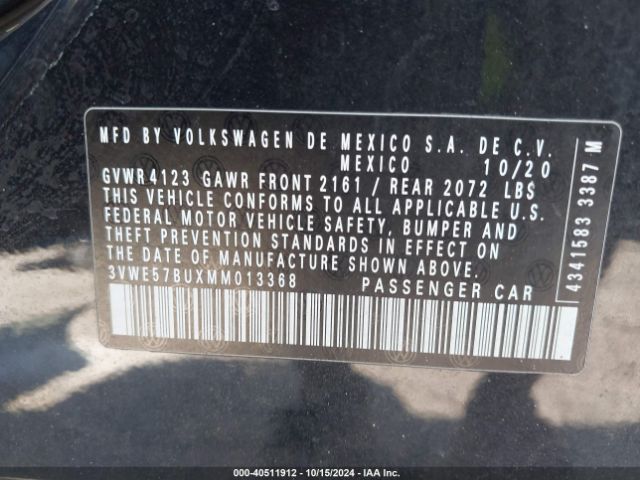 MFD BY VOLKSWAGEN DE MEXICO S.A. DE C.V.
MEXICO 10/20
GVWR 4123 GAWR FRONT 2161 / REAR 2072 LBS
THIS VEHICLE CONFORMS TO ALL APPLICABLE U.S.
FEDERAL MOTOR VEHICLE SAFETY, BUMPER AND
THEFT PREVENTION STANDARDS IN EFFECT ON
THE DATE OF MANUFACTURE SHOWN ABOVE.
3VWE57BUXMM013368 PASSENGER CAR
4341583 3387 M
000-40511912 - 10/15/2024 - IAA Inc.